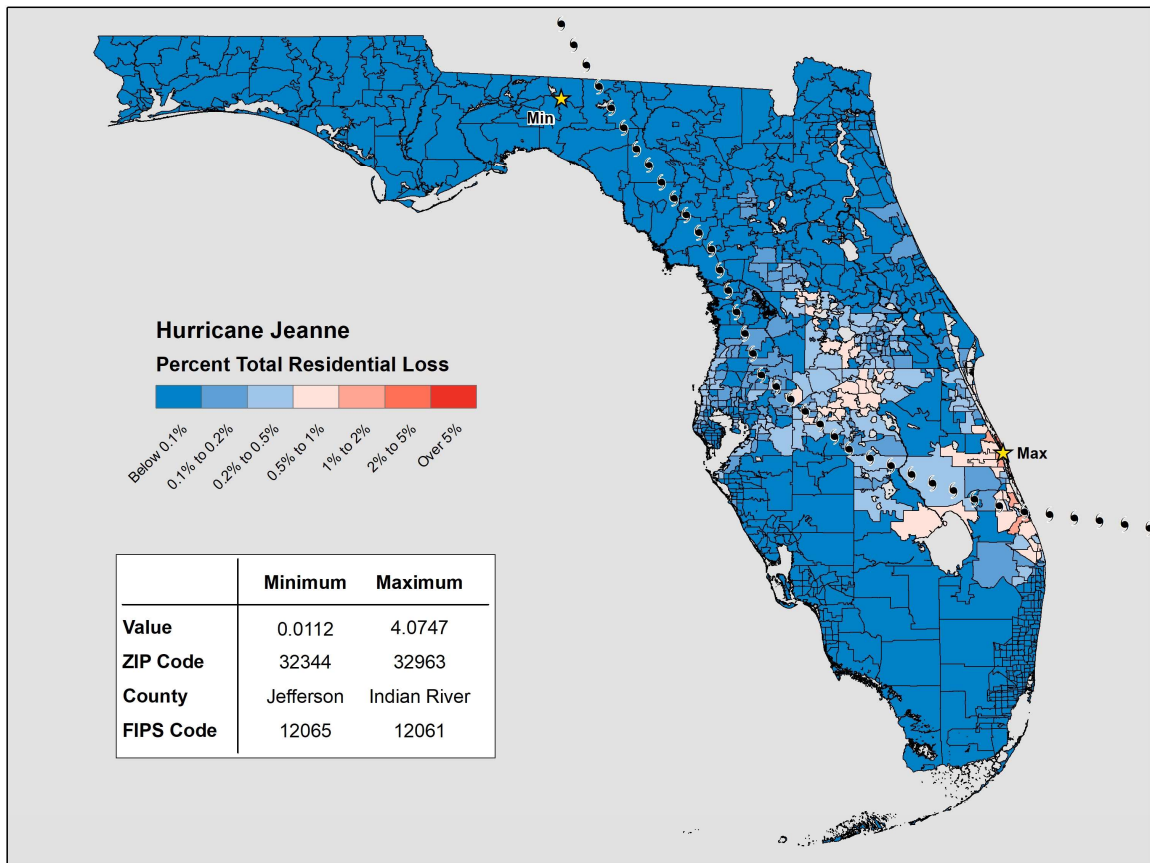 Min
Hurricane Jeanne
Percent Total Residential Loss
Below 0.1%
0.1% to 0.2%
0.2% to 0.5%
0.5% to 1%
1% to 2%
2% to 5%
Over 5%
Max
Minimum Maximum
Value 0.0112 4.0747
ZIP Code 32344 32963
County Jefferson Indian River
FIPS Code 12065 12061